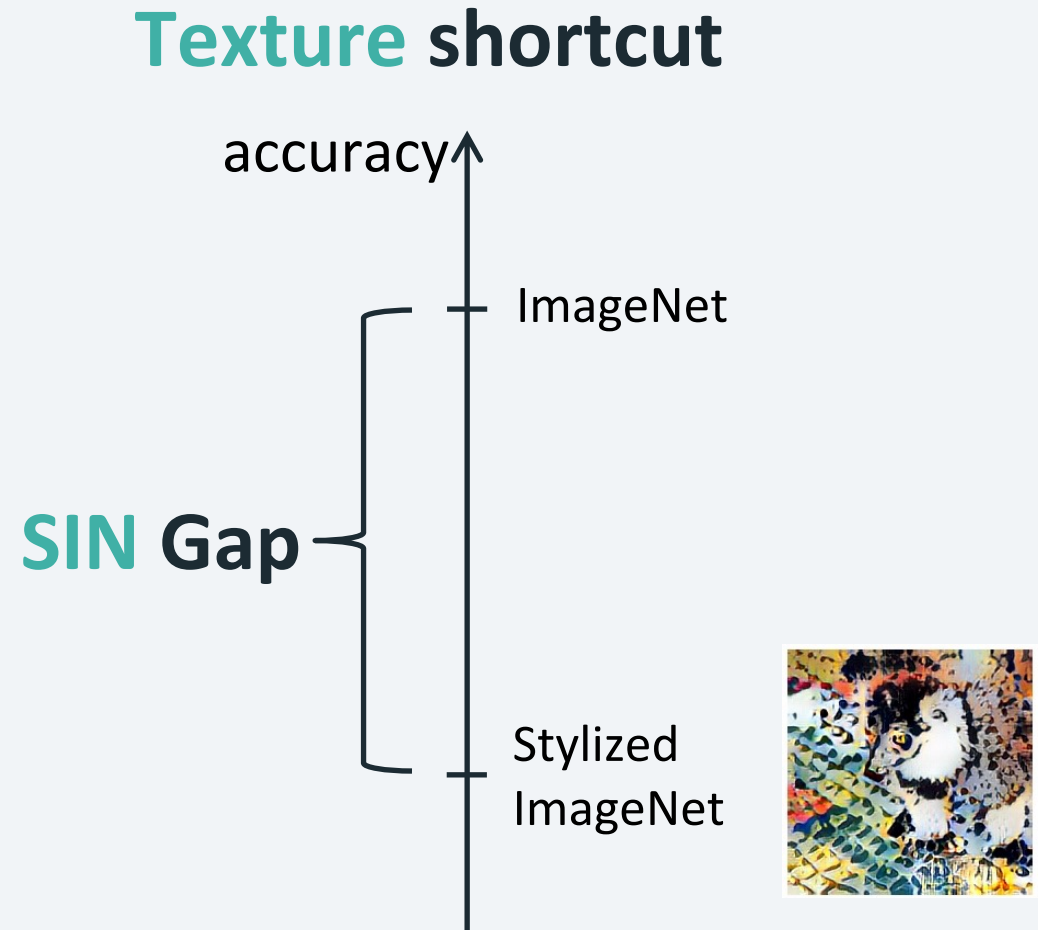 Texture shortcut
accuracy
ImageNet
SIN Gap
Stylized
ImageNet